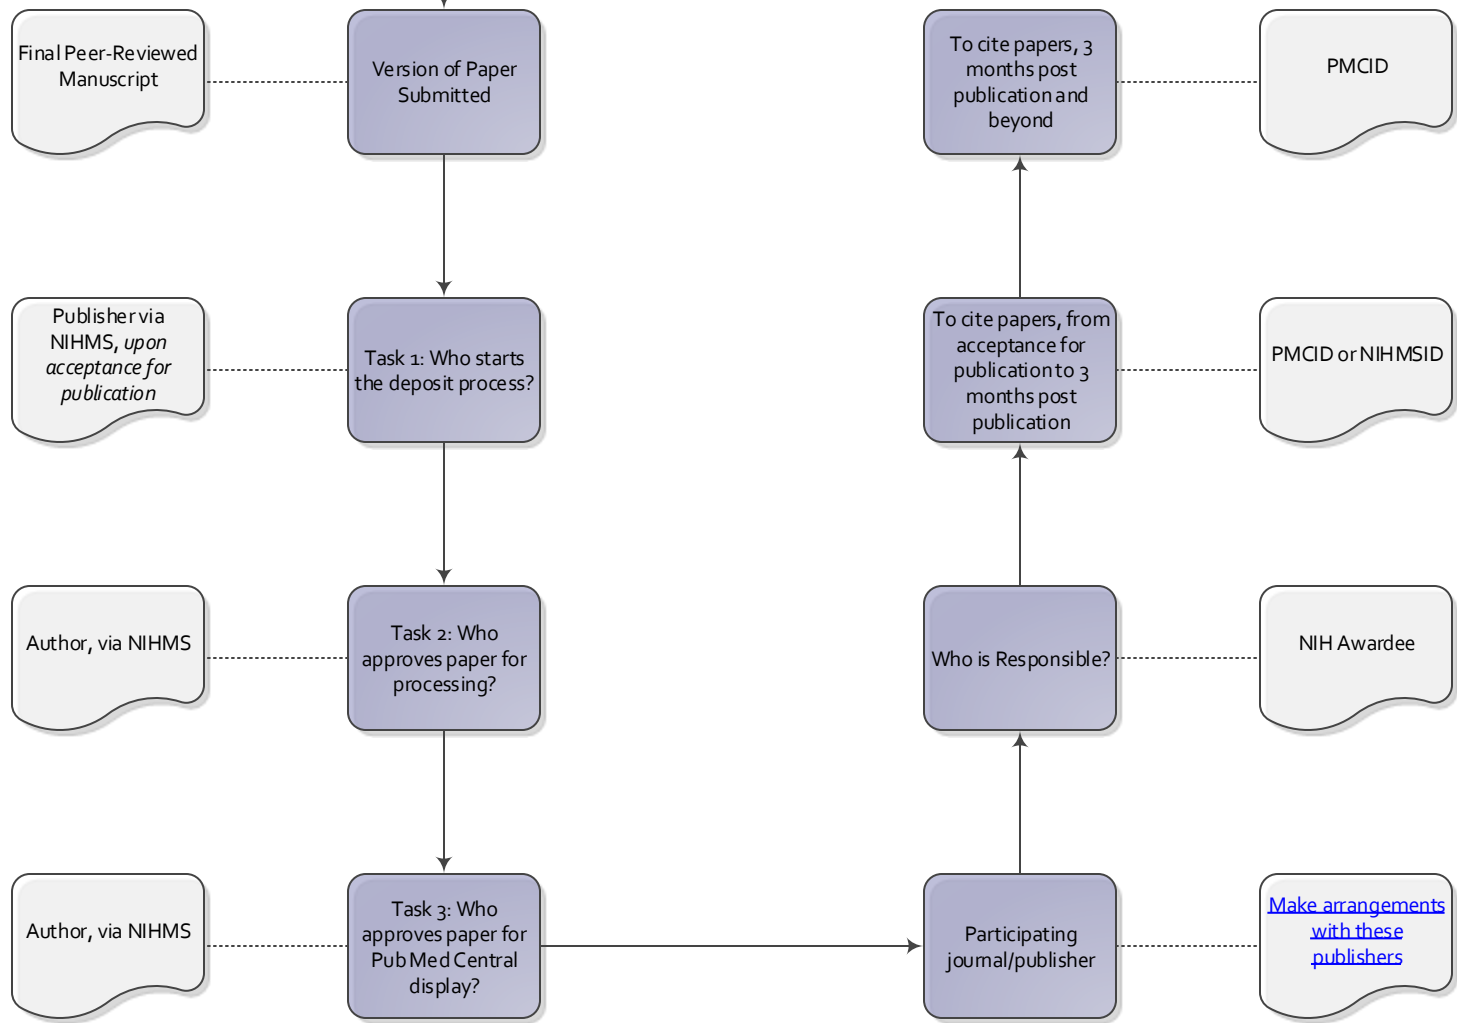 Final Peer-Reviewed
Manuscript
Version of Paper
Submitted
To cite papers, 3
months post
publication and
beyond
PMCID
Publisher via
NIHMS, upon
acceptance for
publication
Task 1: Who starts
the deposit process?
To cite papers, from
acceptance for
publication to 3
months post
publication
PMCID or NIHMSID
Author, via NIHMS
Task 2: Who
approves paper for
processing?
Who is Responsible?
NIH Awardee
Author, via NIHMS
Task 3: Who
approves paper for
Pub Med Central
display?
Participating
journal/publisher
Make arrangements
with these
publishers